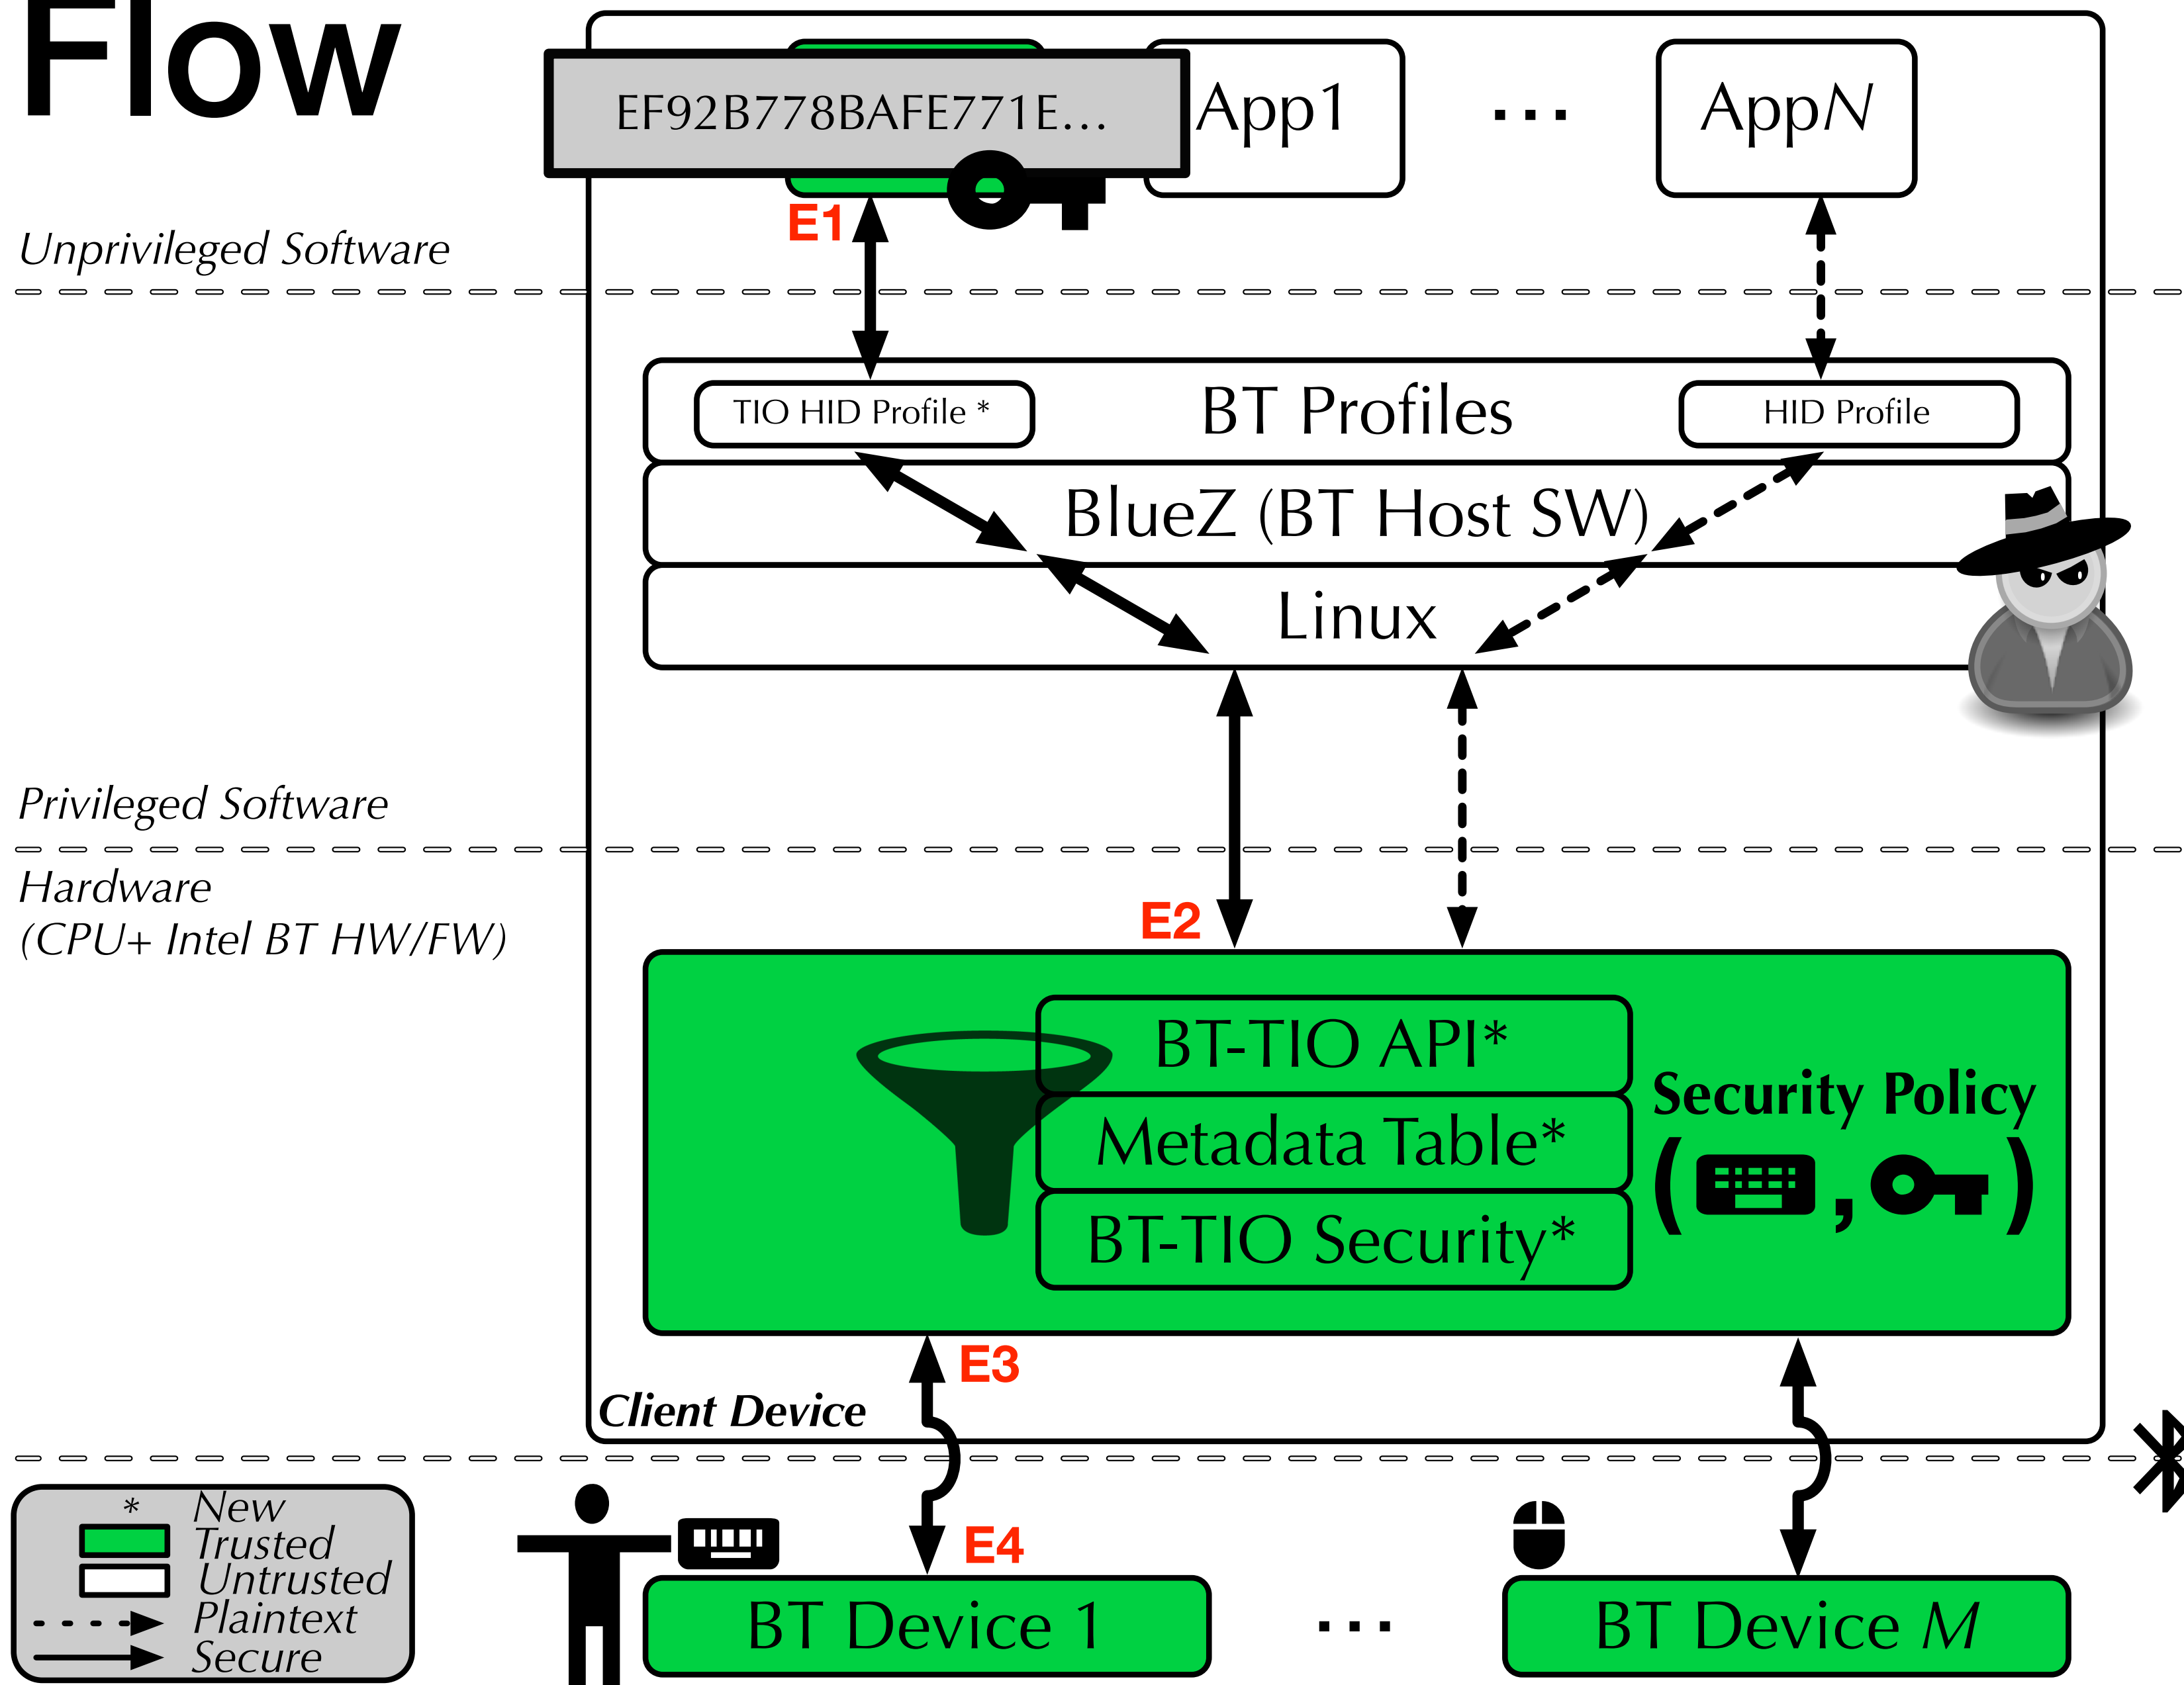 Flow
EF92B778BAFE771E...
App1
...
AppN
E1
Unprivileged Software
TIO HID Profile *
BT Profiles
HID Profile
BlueZ (BT Host SW)
Linux
Privileged Software
Hardware
(CPU+ Intel BT HW/FW)
E2
BT-TIO API*
Metadata Table*
BT-TIO Security*
Security Policy
( , )
E3
Client Device
E4
* New
Trusted
Untrusted
Plaintext
Secure
BT Device 1
...
BT Device M